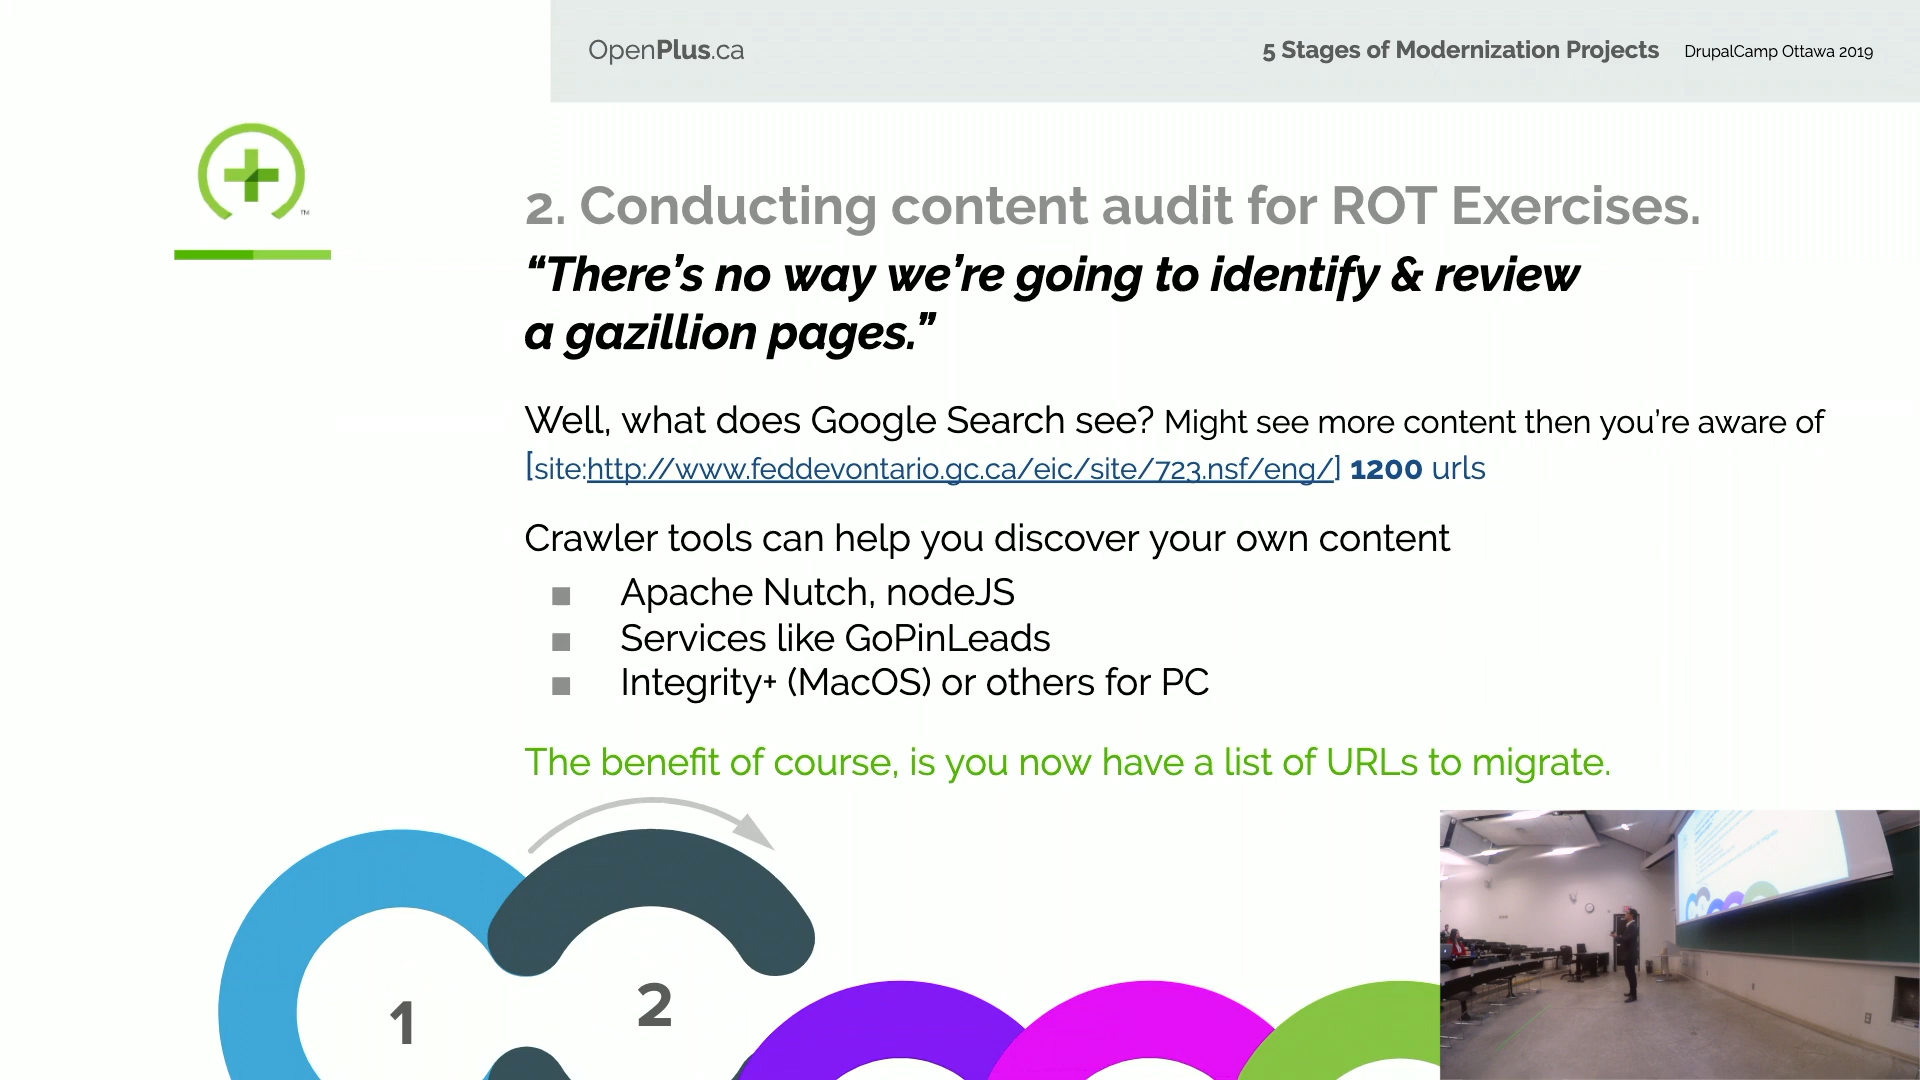 OpenPlus.ca
5 Stages of Modernization Projects DrupalCamp Ottawa 2019
TM
2. Conducting content audit for ROT Exercises.
“There’s no way we’re going to identify & review
a gazillion pages.”
Well, what does Google Search see? Might see more content then you’re aware of
[site:http://www.feddevontario.gc.ca/eic/site/723.nsf/eng/] 1200 urls
Crawler tools can help you discover your own content
■ Apache Nutch, nodeJS
■ Services like GoPinLeads
■ Integrity+ (MacOS) or others for PC
The benefit of course, is you now have a list of URLs to migrate.
1
2